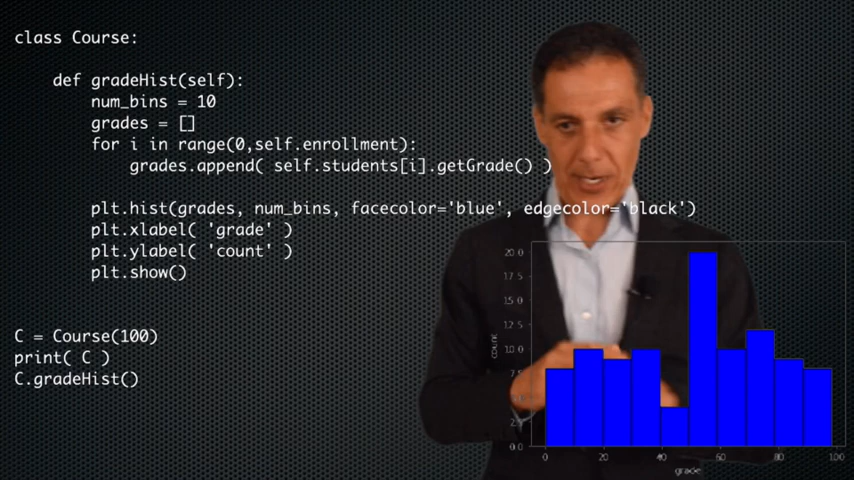 class Course:
def gradeHist(self):
num_bins = 10
grades = []
for i in range(0,self.enrollment):
grades.append( self.students[i].getGrade() )
plt.hist(grades, num_bins, facecolor='blue', edgecolor='black')
plt.xlabel( 'grade' )
plt.ylabel( 'count' )
plt.show()
C = Course(100)
print( C )
C.gradeHist()
20.0
17.5
15.0
12.5
10.0
0.0
count
0 20 40 60 80 100
grade